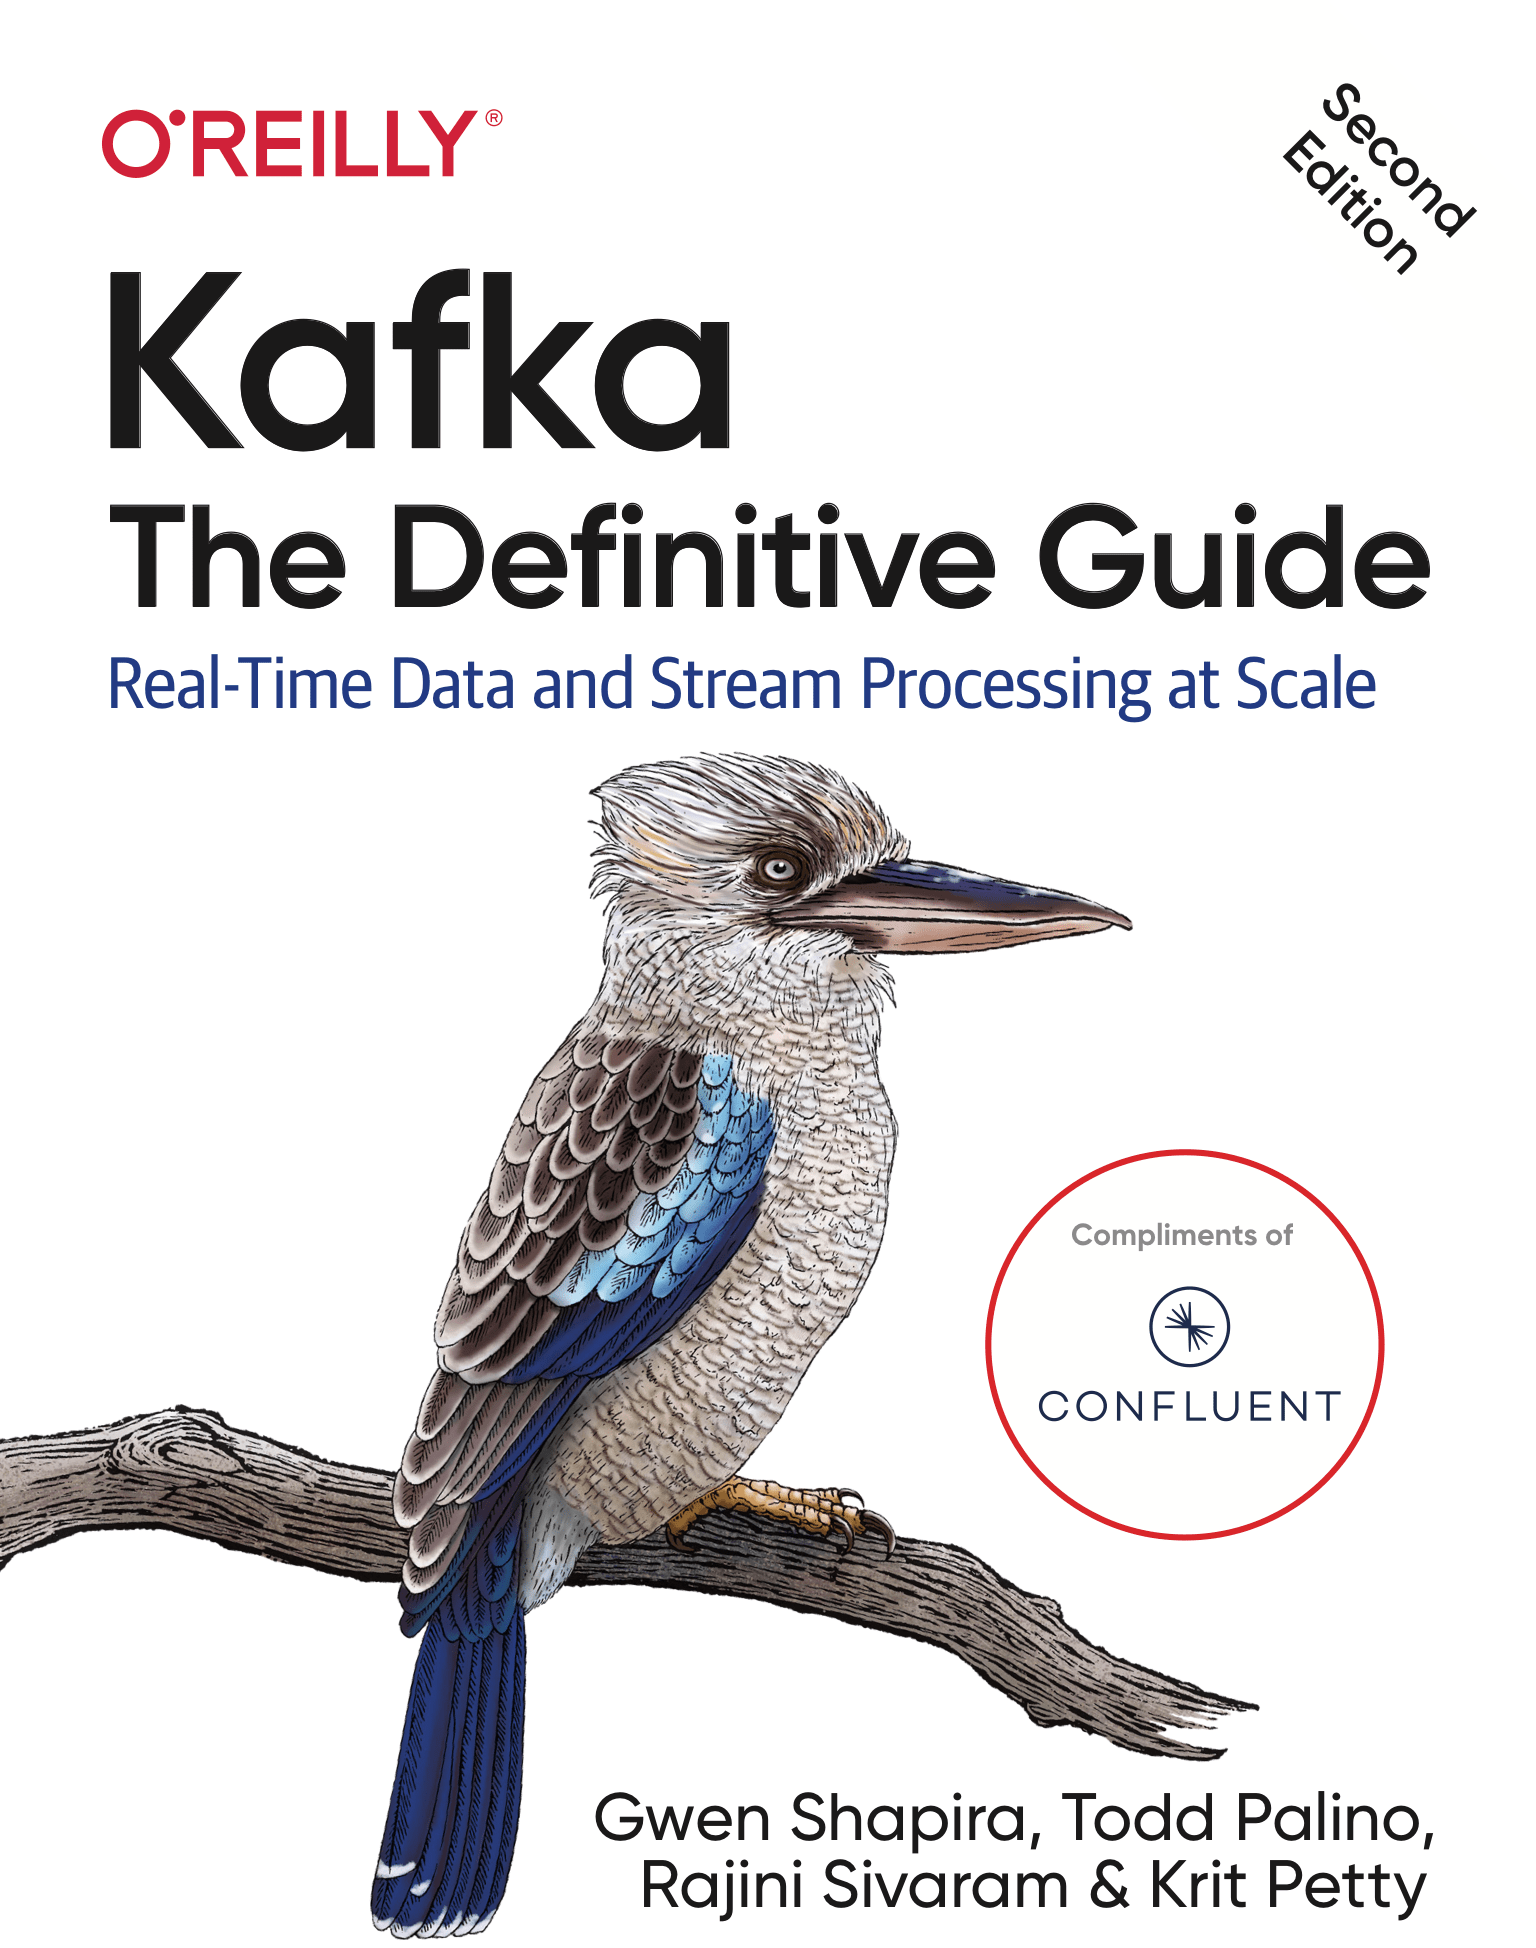 O'REILLY®
Second
Edition
Kafka
The Definitive Guide
Real-Time Data and Stream Processing at Scale
Compliments of
CONFLUENT
Gwen Shapira, Todd Palino,
Rajini Sivaram & Krit Petty